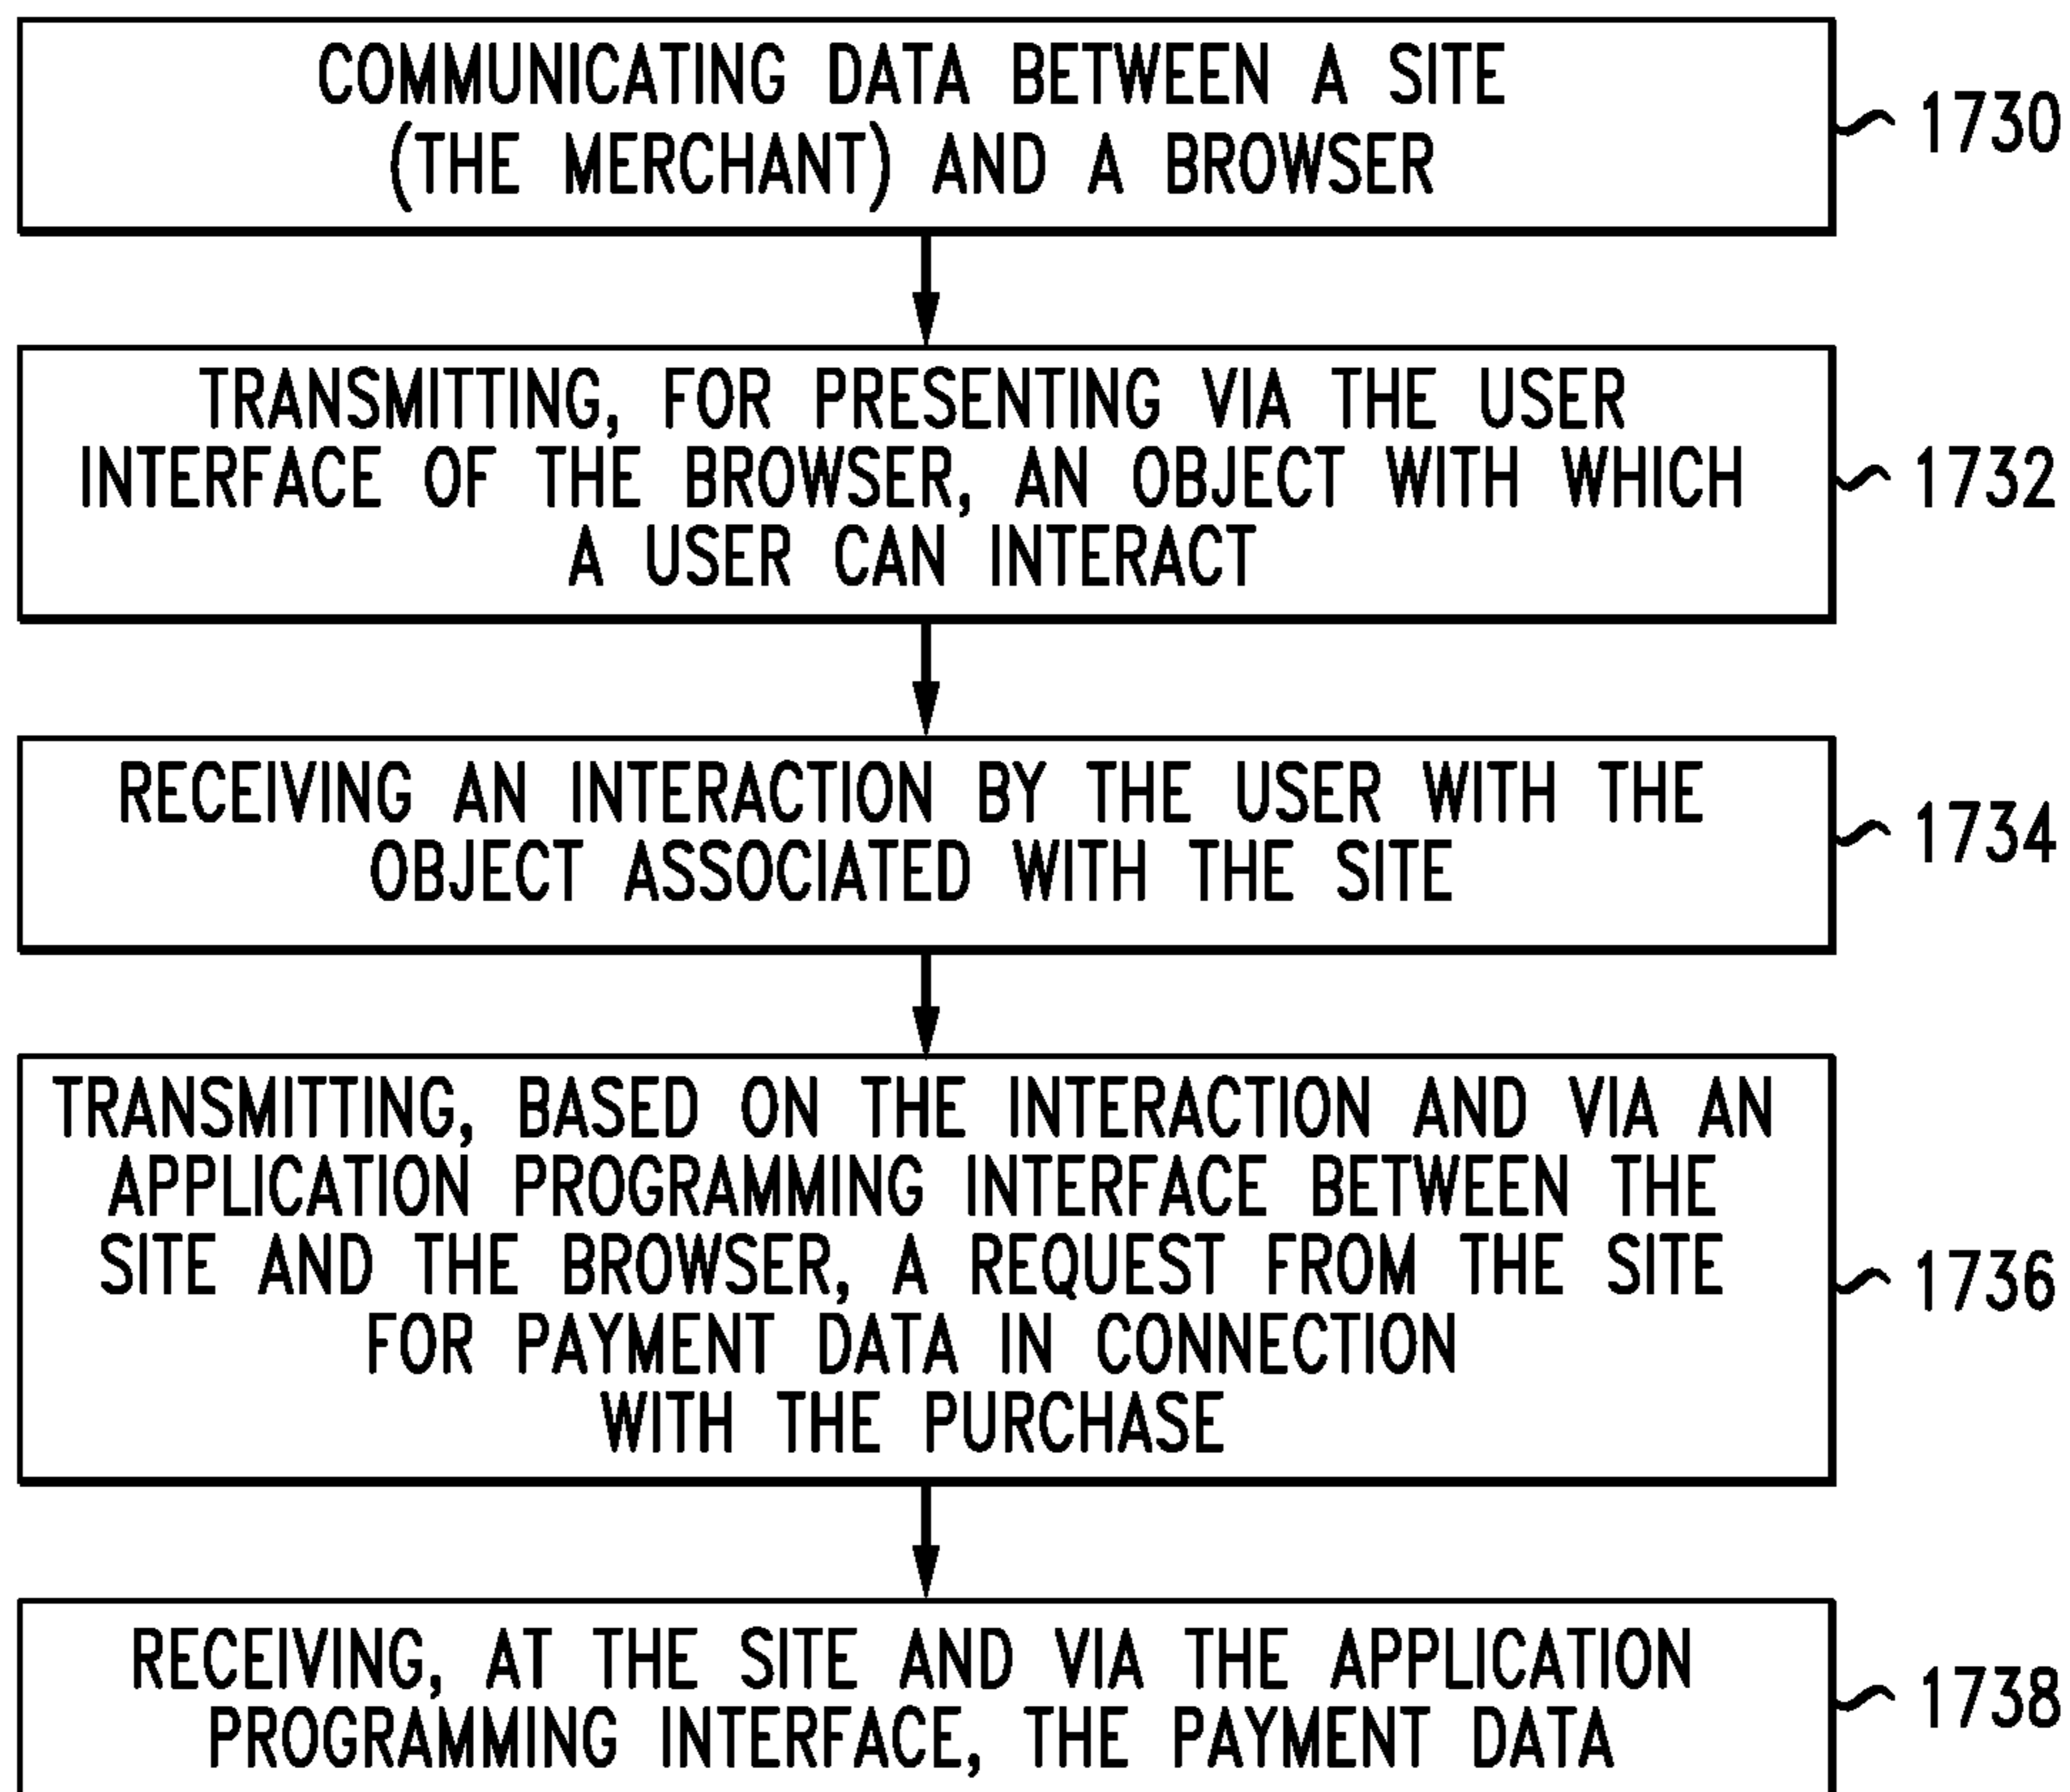 COMMUNICATING DATA BETWEEN A SITE
(THE MERCHANT) AND A BROWSER
1730
TRANSMITTING, FOR PRESENTING VIA THE USER
INTERFACE OF THE BROWSER, AN OBJECT WITH WHICH
A USER CAN INTERACT
1732
RECEIVING AN INTERACTION BY THE USER WITH THE
OBJECT ASSOCIATED WITH THE SITE
1734
TRANSMITTING, BASED ON THE INTERACTION AND VIA AN
APPLICATION PROGRAMMING INTERFACE BETWEEN THE
SITE AND THE BROWSER, A REQUEST FROM THE SITE
FOR PAYMENT DATA IN CONNECTION
WITH THE PURCHASE
1736
RECEIVING, AT THE SITE AND VIA THE APPLICATION
PROGRAMMING INTERFACE, THE PAYMENT DATA
1738